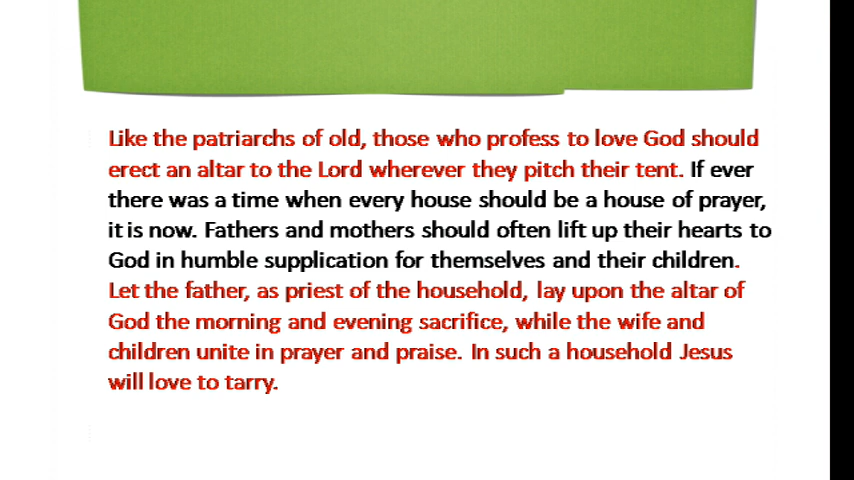 Like the patriarchs of old, those who profess to love God should
erect an altar to the Lord wherever they pitch their tent. If ever
there was a time when every house should be a house of prayer,
it is now. Fathers and mothers should often lift up their hearts to
God in humble supplication for themselves and their children.
Let the father, as priest of the household, lay upon the altar of
God the morning and evening sacrifice, while the wife and
children unite in prayer and praise. In such a household Jesus
will love to tarry.